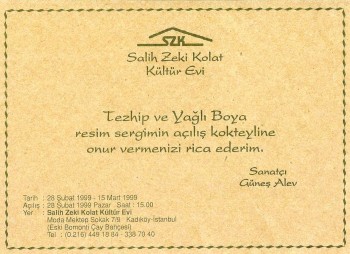 SZK
Salih Zeki Kolat
Kültür Evi
Tezhip ve Yağlı Boya
resim sergimin açılış kokteyline
onur vermenizi rica ederim.
Sanatçı
Güneş Alev
Tarih : 26 Şubat 1999 - 15 Mart 1999
Açılış : 28 Şubat 1999 Pazar Saat : 15.00
Yer : Salih Zeki Kolat Kültür Evi
Moda Mektep Sokak 7/9 Kadıköy-İstanbul
(Eski Bomonti Çay Bahçesi)
Tel : (0.216) 449 18 84 - 338 70 40